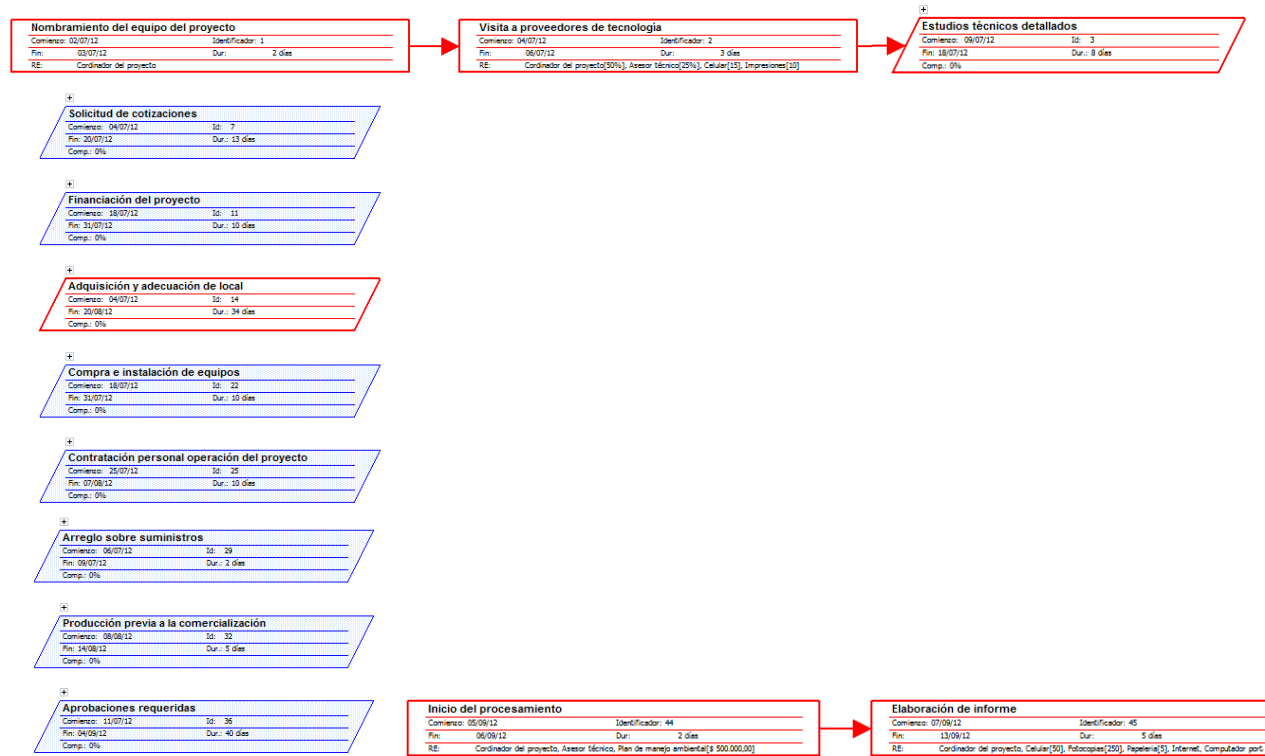 Nombramiento del equipo del proyecto
Comienzo: 02/07/12 Identificador: 1
Fin: 03/07/12 Dur: 2 días
RE: Cordinador del proyecto
Visita a proveedores de tecnología
Comienzo: 04/07/12 Identificador: 2
Fin: 06/07/12 Dur: 3 días
RE: Cordinador del proyecto[50%], Asesor técnico[25%], Celular[15], Impresiones[10]
Estudios técnicos detallados
Comienzo: 09/07/12 Id: 3
Fin: 18/07/12 Dur.: 8 días
Comp.: 0%
Solicitud de cotizaciones
Comienzo: 04/07/12 Id: 7
Fin: 20/07/12 Dur.: 13 días
Comp.: 0%
Financiación del proyecto
Comienzo: 18/07/12 Id: 11
Fin: 31/07/12 Dur.: 10 días
Comp.: 0%
Adquisición y adecuación de local
Comienzo: 04/07/12 Id: 14
Fin: 20/08/12 Dur.: 34 días
Comp.: 0%
Compra e instalación de equipos
Comienzo: 18/07/12 Id: 22
Fin: 31/07/12 Dur.: 10 días
Comp.: 0%
Contratación personal operación del proyecto
Comienzo: 25/07/12 Id: 25
Fin: 07/08/12 Dur.: 10 días
Comp.: 0%
Arreglo sobre suministros
Comienzo: 06/07/12 Id: 29
Fin: 09/07/12 Dur.: 2 días
Comp.: 0%
Producción previa a la comercialización
Comienzo: 08/08/12 Id: 32
Fin: 14/08/12 Dur.: 5 días
Comp.: 0%
Aprobaciones requeridas
Comienzo: 11/07/12 Id: 36
Fin: 04/09/12 Dur.: 40 días
Comp.: 0%
Inicio del procesamiento
Comienzo: 05/09/12 Identificador: 44
Fin: 06/09/12 Dur: 2 días
RE: Cordinador del proyecto, Asesor técnico, Plan de manejo ambiental[$ 500.000,00]
Elaboración de informe
Comienzo: 07/09/12 Identificador: 45
Fin: 13/09/12 Dur: 5 días
RE: Cordinador del proyecto, Celular[50], Fotocopias[250], Papeleria[5], Internet, Computador port